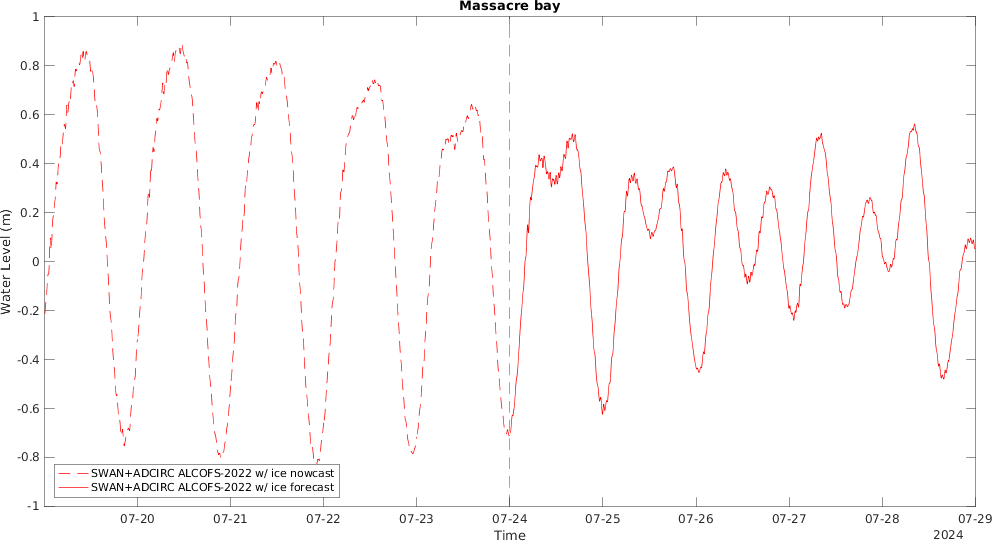 Massacre bay
1
0.8
0.6
0.4
0.2
0
-0.2
-0.4
-0.6
-0.8
-1
Water Level (m)
SWAN+ADCIRC ALCOFS-2022 w/ ice nowcast
SWAN+ADCIRC ALCOFS-2022 w/ ice forecast
07-20 07-21 07-22 07-23 07-24 07-25 07-26 07-27 07-28 07-29
Time
2024